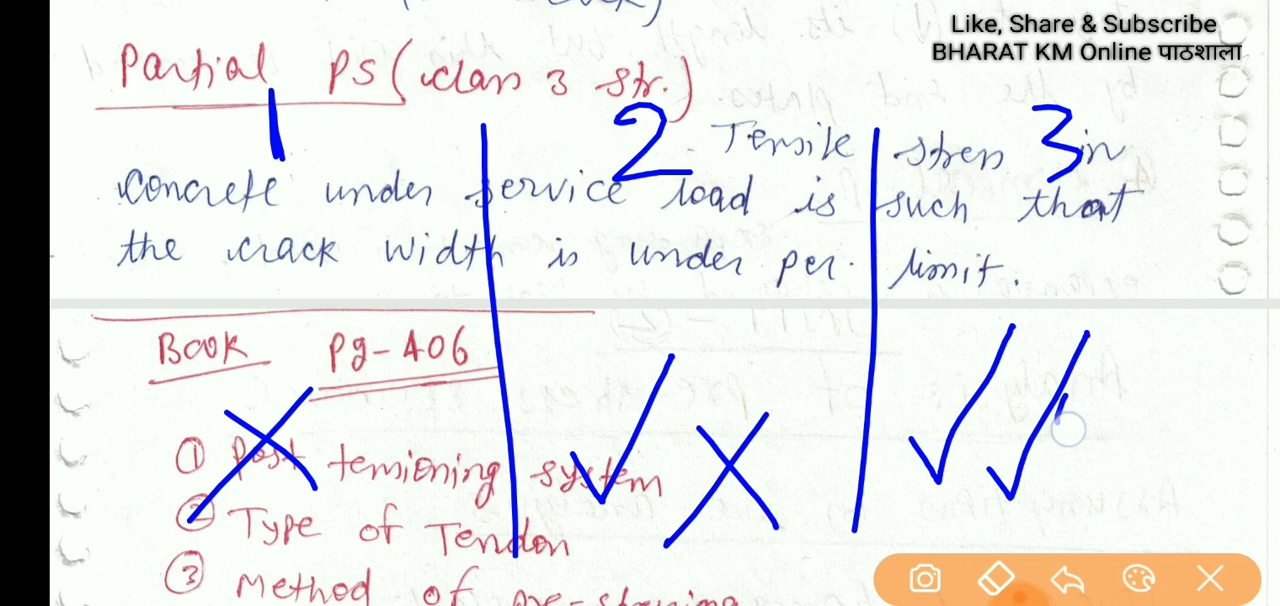 Like, Share & Subscribe
BHARAT KM Online पाठशाला
Partial PS (class 3 str.)
1 2 3
Tensile stress in
concrete under service load is such that
the crack width is under per. limit.
Book Pg-406
① Post tensioning system
② Type of Tendon
③ Method of pre-stressing